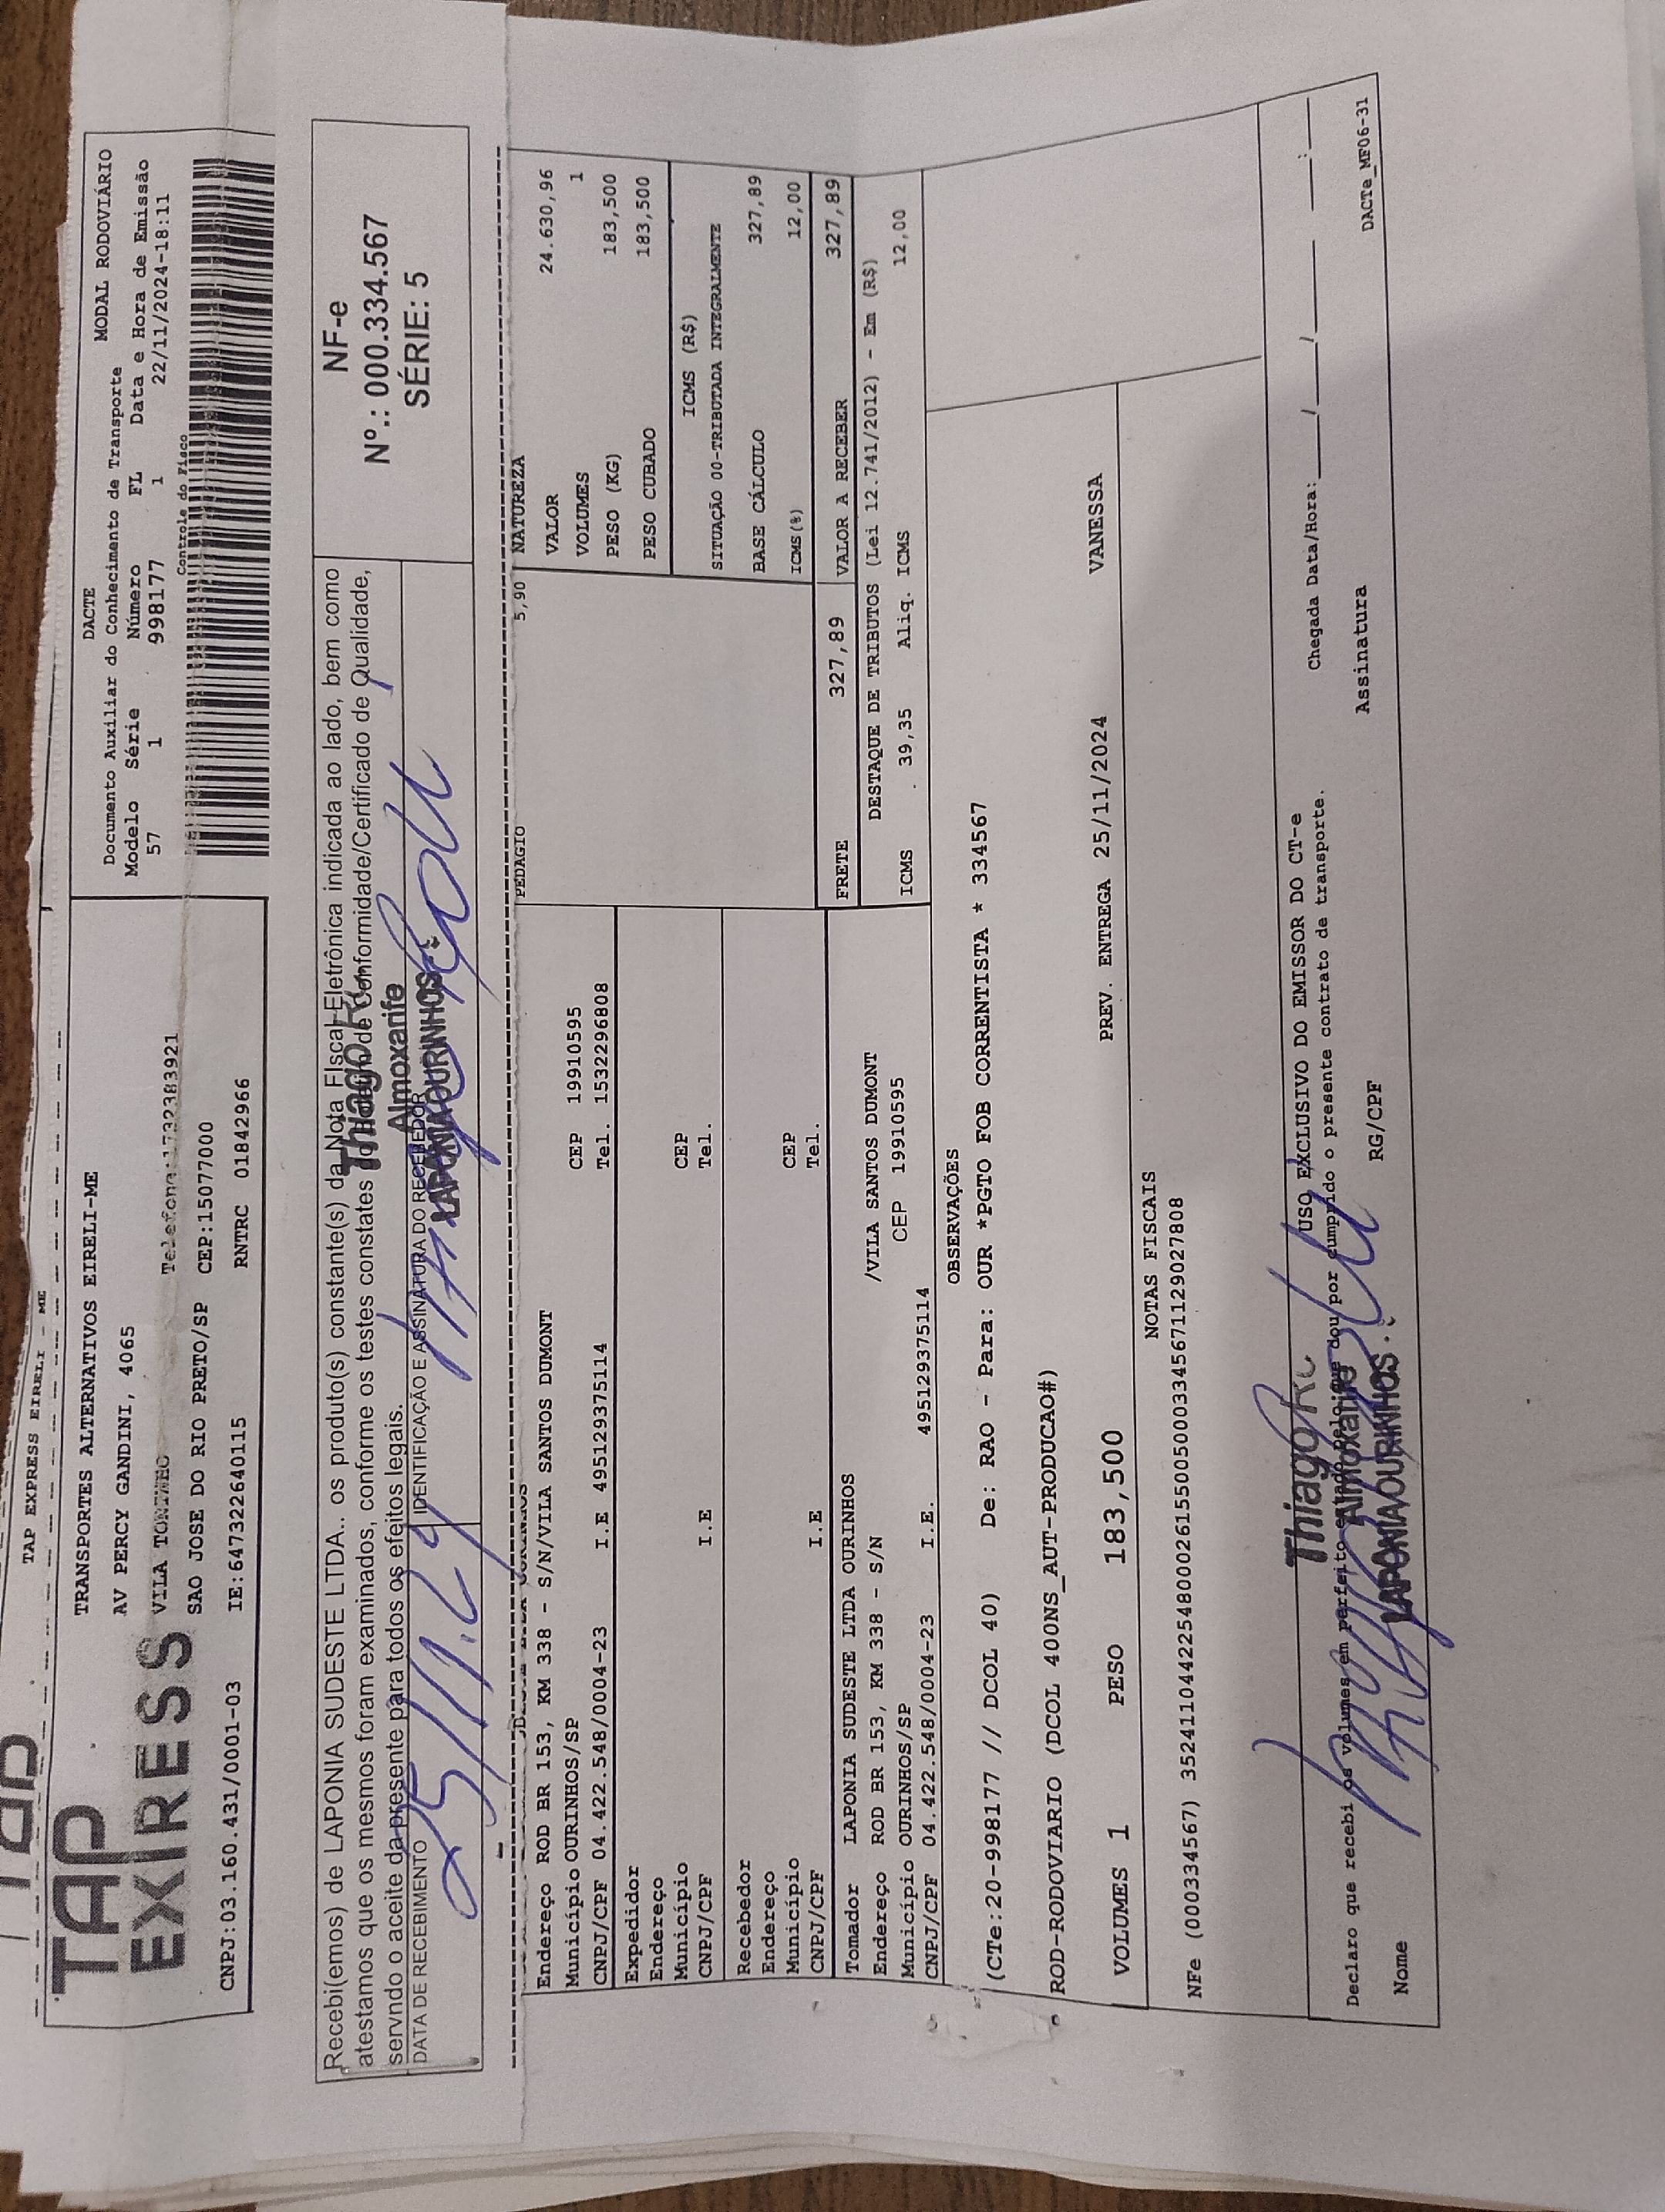 TAP EXPRESS EIRELI - ME
TAP
EXPRESS
TRANSPORTES ALTERNATIVOS EIRELI-ME
AV PERCY GANDINI, 4065
VILA Telefone:1732383921
SAO JOSE DO RIO PRETO/SP CEP:15077000
CNPJ:03.160.431/0001-03 IE:647322640115 RNTRC 01842966
DACTE MODAL RODOVIÁRIO
Documento Auxiliar do Conhecimento de Transporte
Modelo Série Número FL Data e Hora de Emissão
57 1 998177 1 22/11/2024-18:11
Controle do Fisco
Recebi(emos) de LAPONIA SUDESTE LTDA.. os produto(s) constante(s) da Nota FIscal Eletrônica indicada ao lado, bem como
atestamos que os mesmos foram examinados, conforme os testes constates de Conformidade/Certificado de Qualidade,
servindo o aceite da presente para todos os efeitos legais.
DATA DE RECEBIMENTO
25/11.24
IDENTIFICAÇÃO E ASSINATURA DO RECEBEDOR
Thiago R.
Almoxarife
LAPONIA OURINHOS
NF-e
Nº.: 000.334.567
SÉRIE: 5
Endereço ROD BR 153, KM 338 - S/N/VILA SANTOS DUMONT
Município OURINHOS/SP CEP 19910595
CNPJ/CPF 04.422.548/0004-23 I.E 495129375114 Tel. 1532296808
Expedidor
Endereço
Município CEP
CNPJ/CPF I.E Tel.
Recebedor
Endereço
Município CEP
CNPJ/CPF I.E Tel.
Tomador LAPONIA SUDESTE LTDA OURINHOS
Endereço ROD BR 153, KM 338 - S/N /VILA SANTOS DUMONT
Município OURINHOS/SP CEP 19910595
CNPJ/CPF 04.422.548/0004-23 I.E. 495129375114
PEDAGIO 5,90
NATUREZA
VALOR 24.630,96
VOLUMES 1
PESO (KG) 183,500
PESO CUBADO 183,500
ICMS (R$)
SITUAÇÃO 00-TRIBUTADA INTEGRALMENTE
BASE CÁLCULO 327,89
ICMS(%) 12,00
FRETE 327,89 VALOR A RECEBER 327,89
DESTAQUE DE TRIBUTOS (Lei 12.741/2012) - Em (R$)
ICMS 39,35 Aliq. ICMS 12,00
OBSERVAÇÕES
(CTe:20-998177 // DCOL 40) De: RAO - Para: OUR *PGTO FOB CORRENTISTA * 334567
ROD-RODOVIARIO (DCOL 400NS_AUT-PRODUCAO#)
VOLUMES 1 PESO 183,500 PREV. ENTREGA 25/11/2024 VANESSA
NOTAS FISCAIS
NFe (000334567) 35241104422548000261550050003345671129027808
USO EXCLUSIVO DO EMISSOR DO CT-e
Declaro que recebi os volumes em perfeito estado pelo que dou por cumprido o presente contrato de transporte.
Chegada Data/Hora:____/____/____ ____:____
Nome RG/CPF Assinatura
Thiago R
Almoxarife
LAPONIA OURINHOS
DACTe_MF06-31